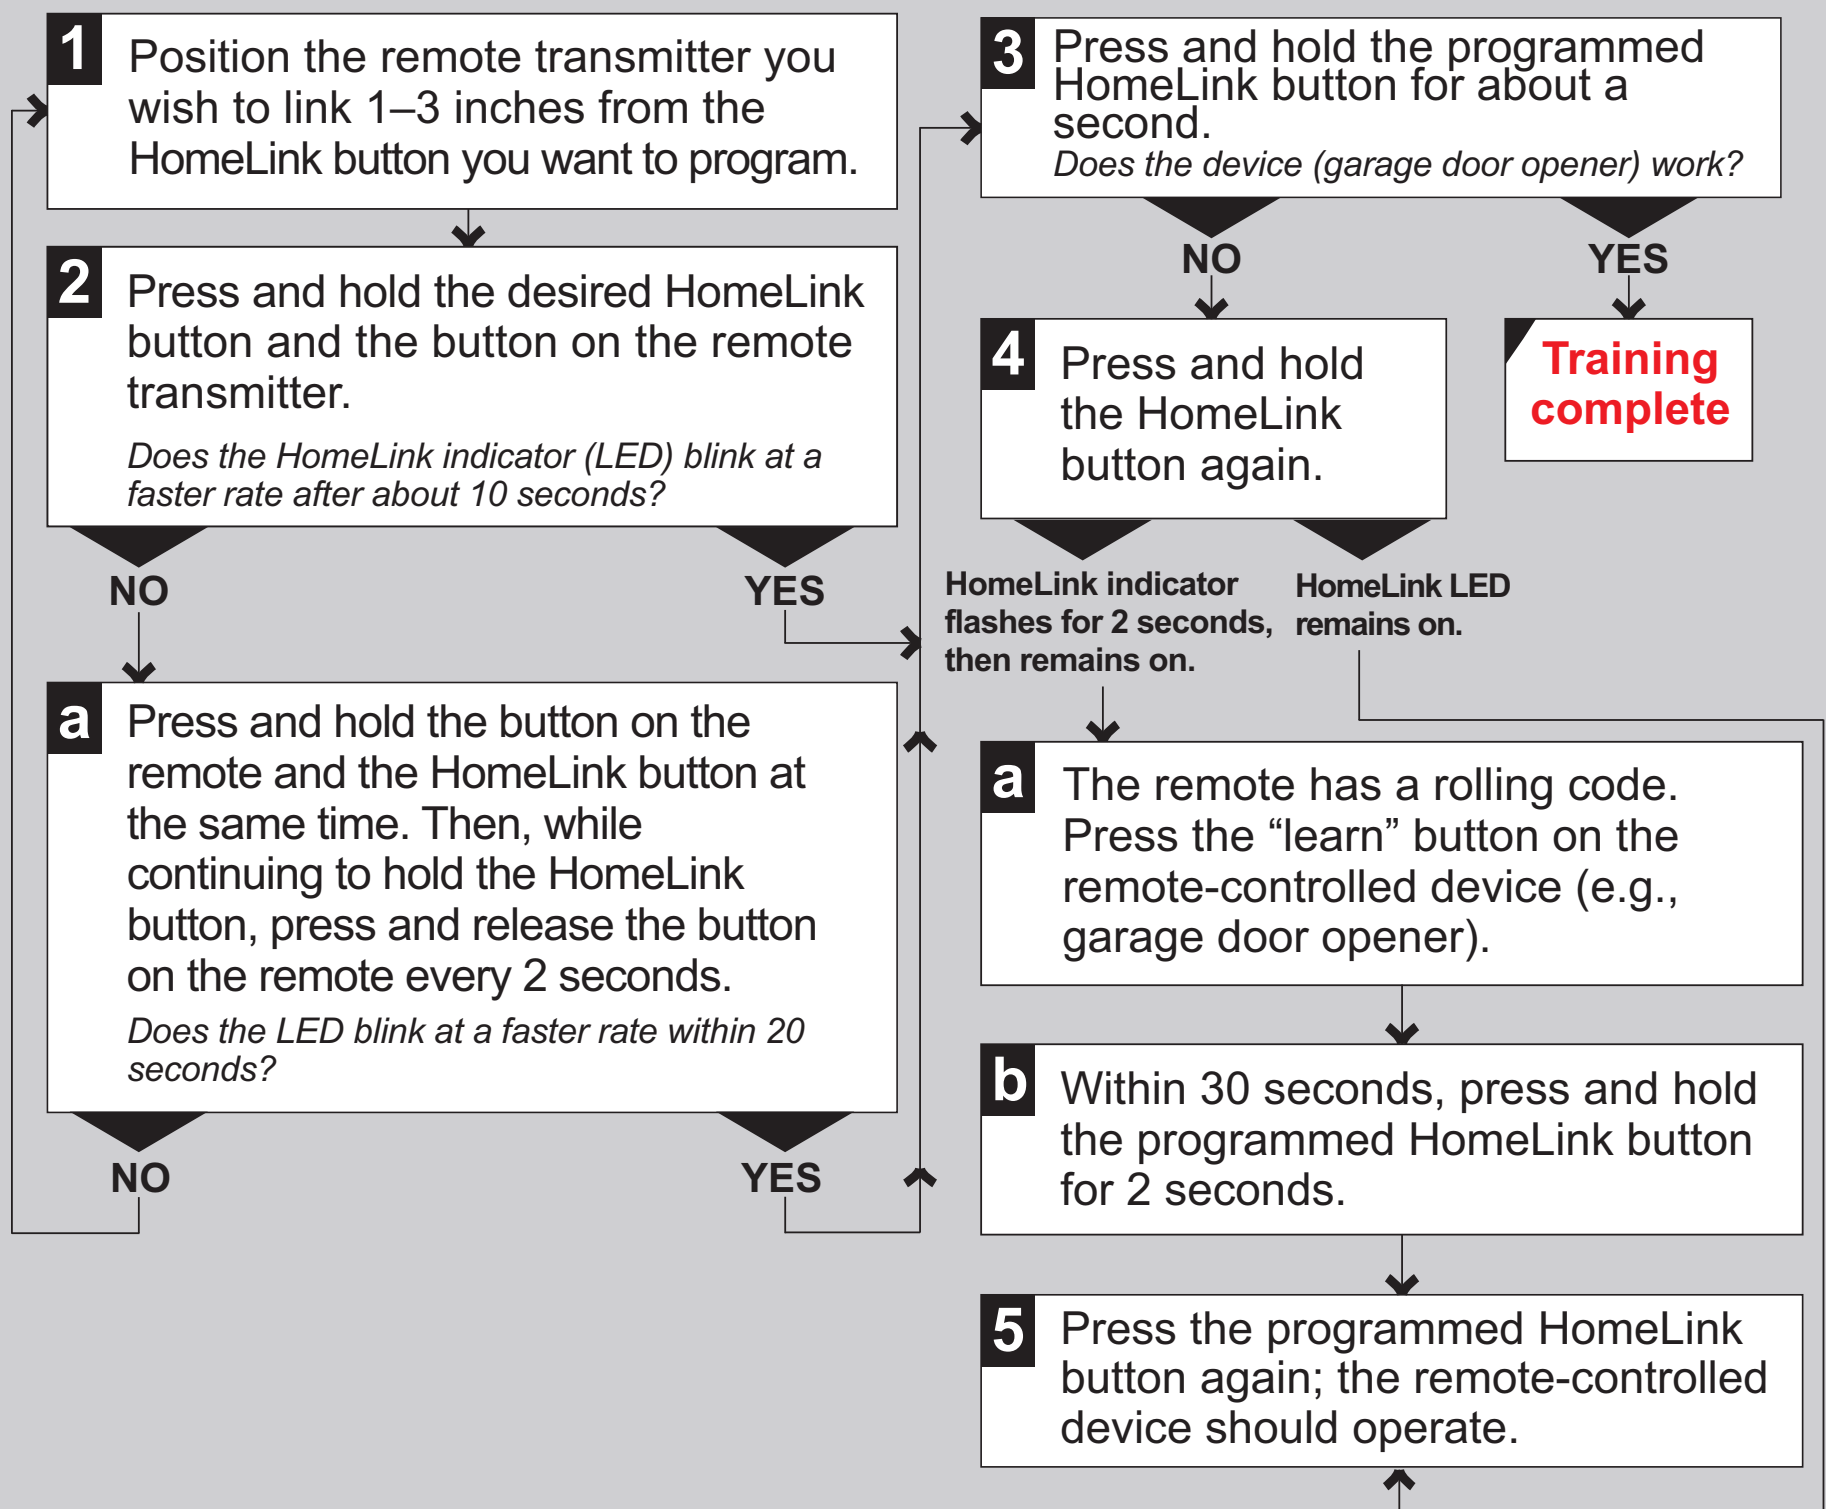 1
Position the remote transmitter you
wish to link 1–3 inches from the
HomeLink button you want to program.
2
Press and hold the desired HomeLink
button and the button on the remote
transmitter.
Does the HomeLink indicator (LED) blink at a
faster rate after about 10 seconds?
NO
YES
a
Press and hold the button on the
remote and the HomeLink button at
the same time. Then, while
continuing to hold the HomeLink
button, press and release the button
on the remote every 2 seconds.
Does the LED blink at a faster rate within 20
seconds?
NO
YES
3
Press and hold the programmed
HomeLink button for about a
second.
Does the device (garage door opener) work?
NO
YES
4
Press and hold
the HomeLink
button again.
Training
complete
HomeLink indicator
flashes for 2 seconds,
then remains on.
HomeLink LED
remains on.
a
The remote has a rolling code.
Press the “learn” button on the
remote-controlled device (e.g.,
garage door opener).
b
Within 30 seconds, press and hold
the programmed HomeLink button
for 2 seconds.
5
Press the programmed HomeLink
button again; the remote-controlled
device should operate.